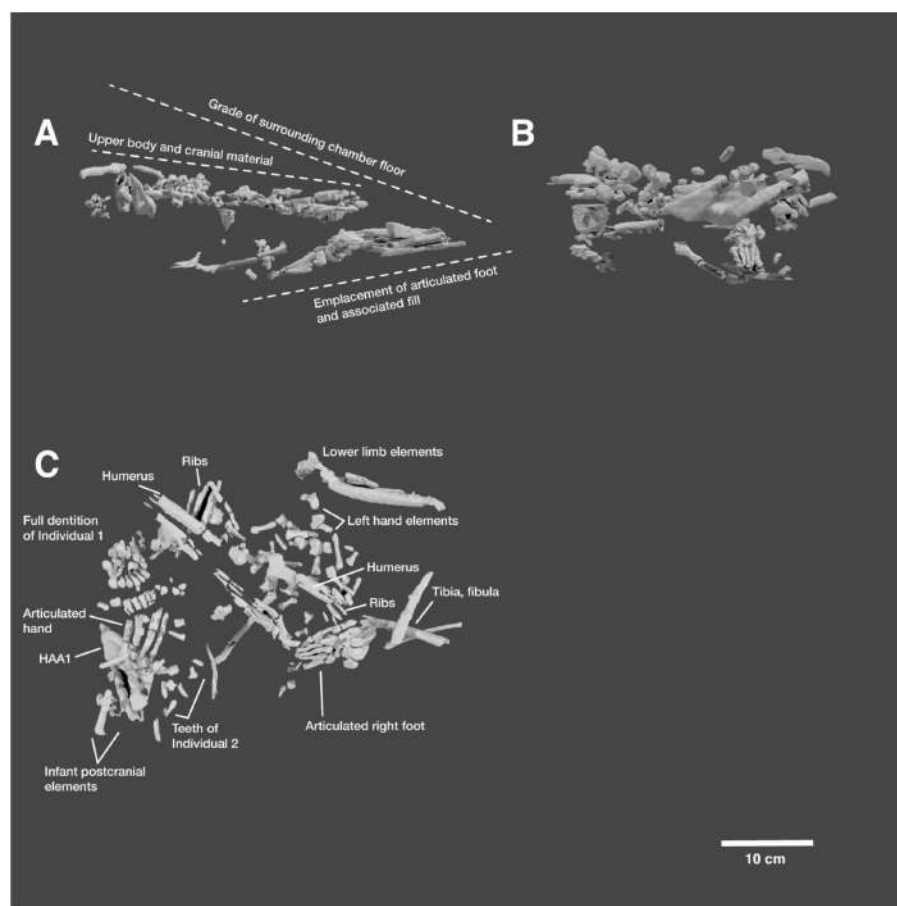 A
Grade of surrounding chamber floor
Upper body and cranial material
Emplacement of articulated foot
and associated fill
B
C
Ribs
Humerus
Lower limb elements
Full dentition
of Individual 1
Left hand elements
Humerus
Tibia, fibula
Ribs
Articulated
hand
HAA1
Articulated right foot
Teeth of
Individual 2
Infant postcranial
elements
10 cm